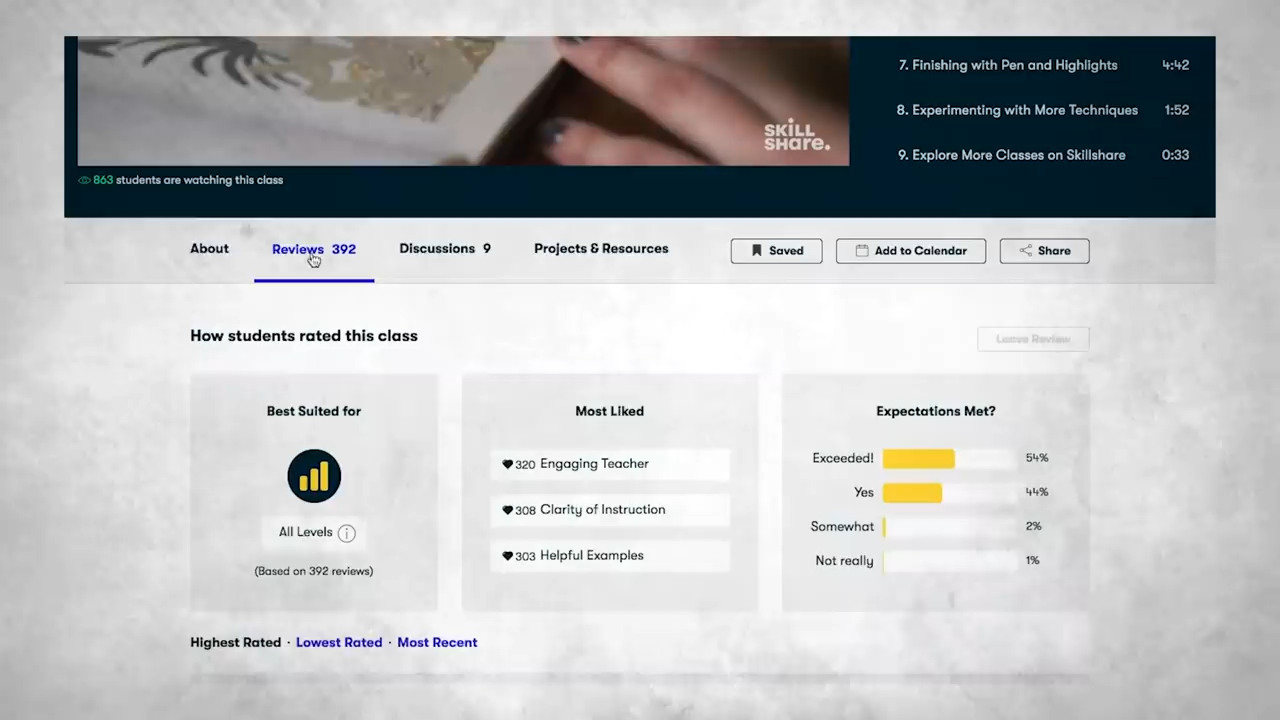 7. Finishing with Pen and Highlights 4:42
8. Experimenting with More Techniques 1:52
9. Explore More Classes on Skillshare 0:33
SKILL
SHARE.
863 students are watching this class
About Reviews 392 Discussions 9 Projects & Resources Saved Add to Calendar Share
How students rated this class Leave Review
Best Suited for
All Levels
(Based on 392 reviews)
Most Liked
320 Engaging Teacher
308 Clarity of Instruction
303 Helpful Examples
Expectations Met?
Exceeded! 54%
Yes 44%
Somewhat 2%
Not really 1%
Highest Rated · Lowest Rated · Most Recent